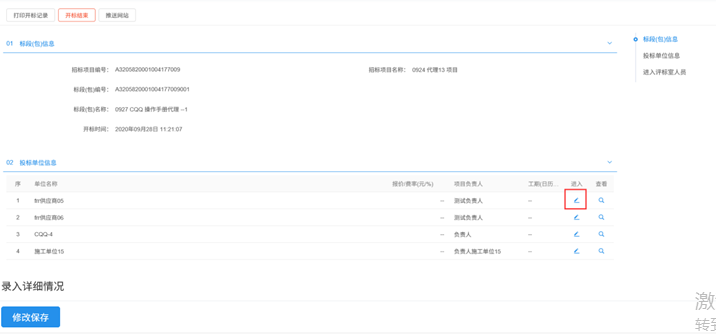 打印开标记录 开标结束 推送网站
01 标段(包)信息
标段(包)信息
投标单位信息
进入评标室人员
招标项目编号： A3205820001004177009 招标项目名称： 0924 代理13 项目
标段(包)编号： A3205820001004177009001
标段(包)名称： 0927 CQQ 操作手册代理 --1
开标时间： 2020年09月28日 11:21:07
02 投标单位信息
序 单位名称 报价/费率(元/%) 项目负责人 工期(日历... 录入 查看
1 frr供应商05 -- 测试负责人 --
2 frr供应商06 -- 测试负责人 --
3 CQQ-4 -- 负责人 --
4 施工单位15 -- 负责人施工单位15 --
录入详细情况
修改保存
激
转到